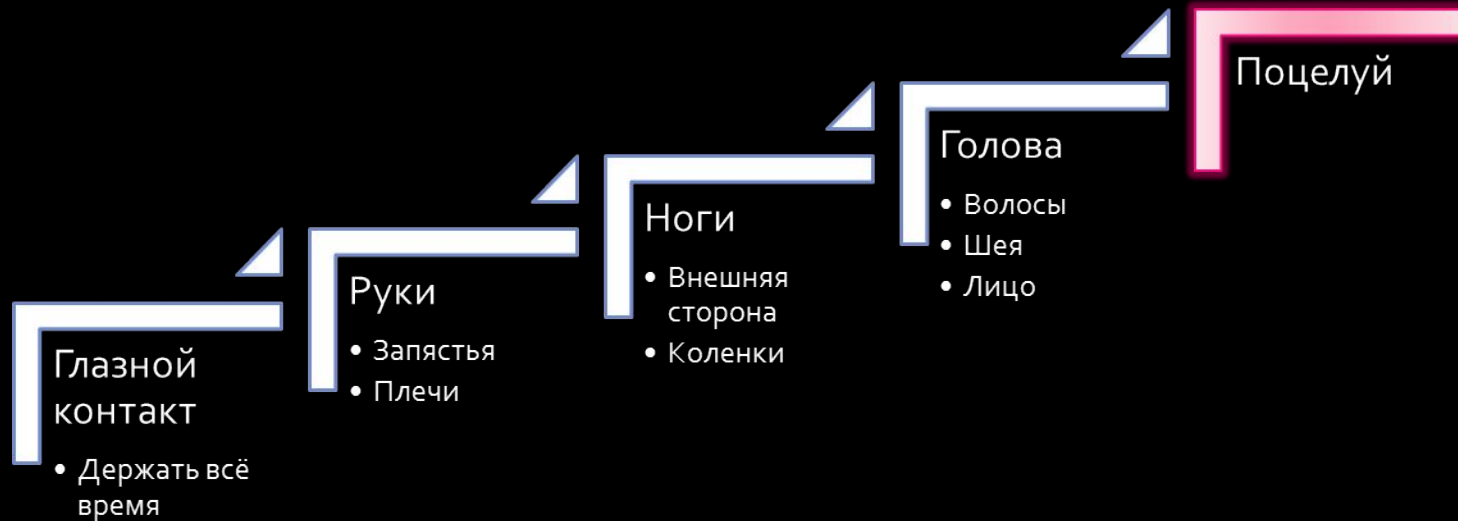 Глазной
контакт
• Держать всё
время
Руки
• Запястья
• Плечи
Ноги
• Внешняя
сторона
• Коленки
Голова
• Волосы
• Шея
• Лицо
Поцелуй